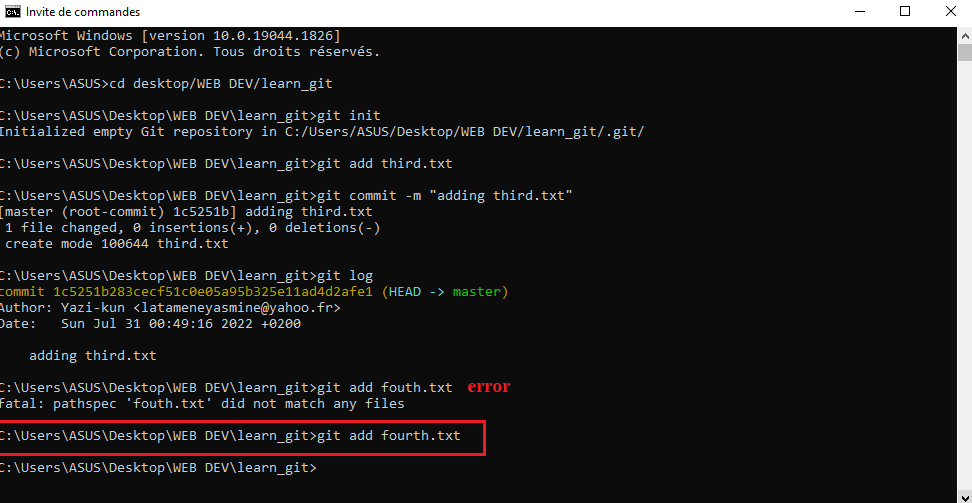 Invite de commandes
Microsoft Windows [version 10.0.19044.1826]
(c) Microsoft Corporation. Tous droits réservés.
C:\Users\ASUS>cd desktop/WEB DEV/learn_git
C:\Users\ASUS\Desktop\WEB DEV\learn_git>git init
Initialized empty Git repository in C:/Users/ASUS/Desktop/WEB DEV/learn_git/.git/
C:\Users\ASUS\Desktop\WEB DEV\learn_git>git add third.txt
C:\Users\ASUS\Desktop\WEB DEV\learn_git>git commit -m "adding third.txt"
[master (root-commit) 1c5251b] adding third.txt
1 file changed, 0 insertions(+), 0 deletions(-)
create mode 100644 third.txt
C:\Users\ASUS\Desktop\WEB DEV\learn_git>git log
commit 1c5251b283cecf51c0e05a95b325e11ad4d2afe1 (HEAD -> master)
Author: Yazi-kun <latameneyasmine@yahoo.fr>
Date:   Sun Jul 31 00:49:16 2022 +0200
adding third.txt
C:\Users\ASUS\Desktop\WEB DEV\learn_git>git add fouth.txt error
fatal: pathspec 'fouth.txt' did not match any files
C:\Users\ASUS\Desktop\WEB DEV\learn_git>git add fourth.txt
C:\Users\ASUS\Desktop\WEB DEV\learn_git>